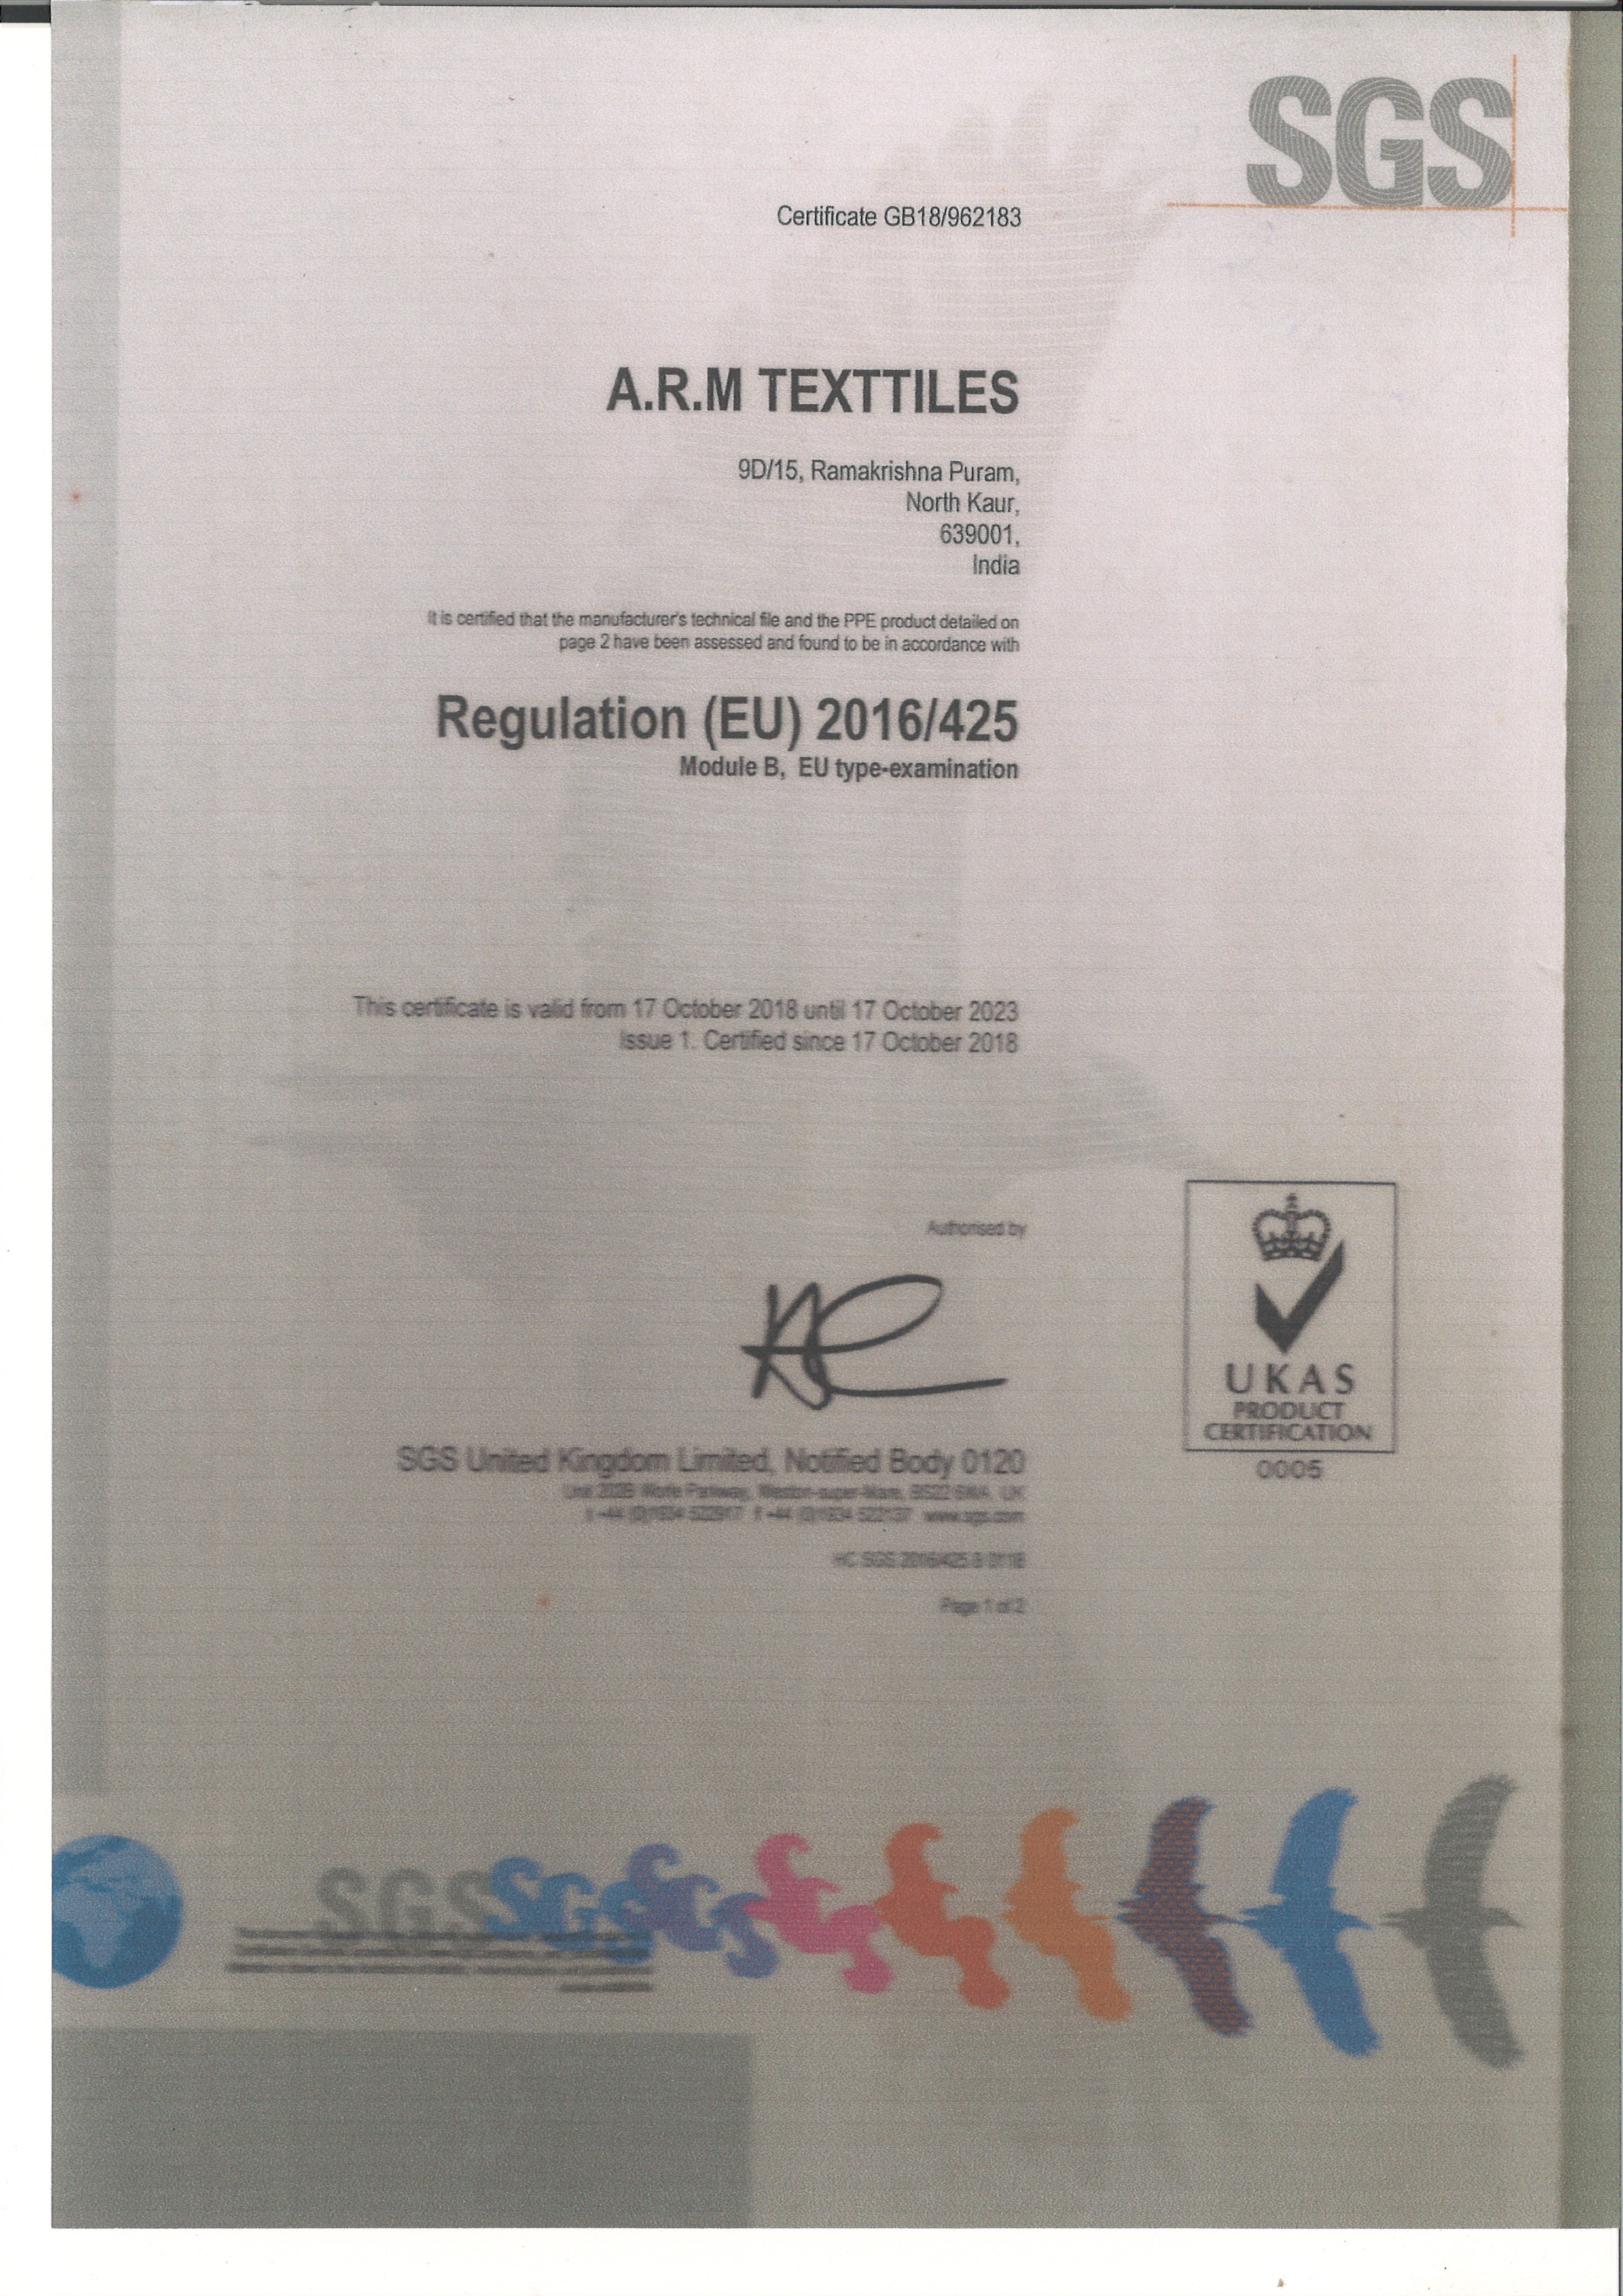 SGS
Certificate GB18/962183
A.R.M TEXTTILES
9D/15, Ramakrishna Puram,
North Kaur,
639001,
India
It is certified that the manufacturer's technical file and the PPE product detailed on
page 2 have been assessed and found to be in accordance with
Regulation (EU) 2016/425
Module B, EU type-examination
This certificate is valid from 17 October 2018 until 17 October 2023
Issue 1. Certified since 17 October 2018
Authorised by
UKAS
PRODUCT
CERTIFICATION
0005
SGS United Kingdom Limited, Notified Body 0120
Unit 202B Worle Parkway, Weston-super-Mare, BS22 6WA UK
t +44 (0)1934 522917 f +44 (0)1934 522137 www.sgs.com
HC SGS 2016/425 B 0118
Page 1 of 2
SGS SGS SGS